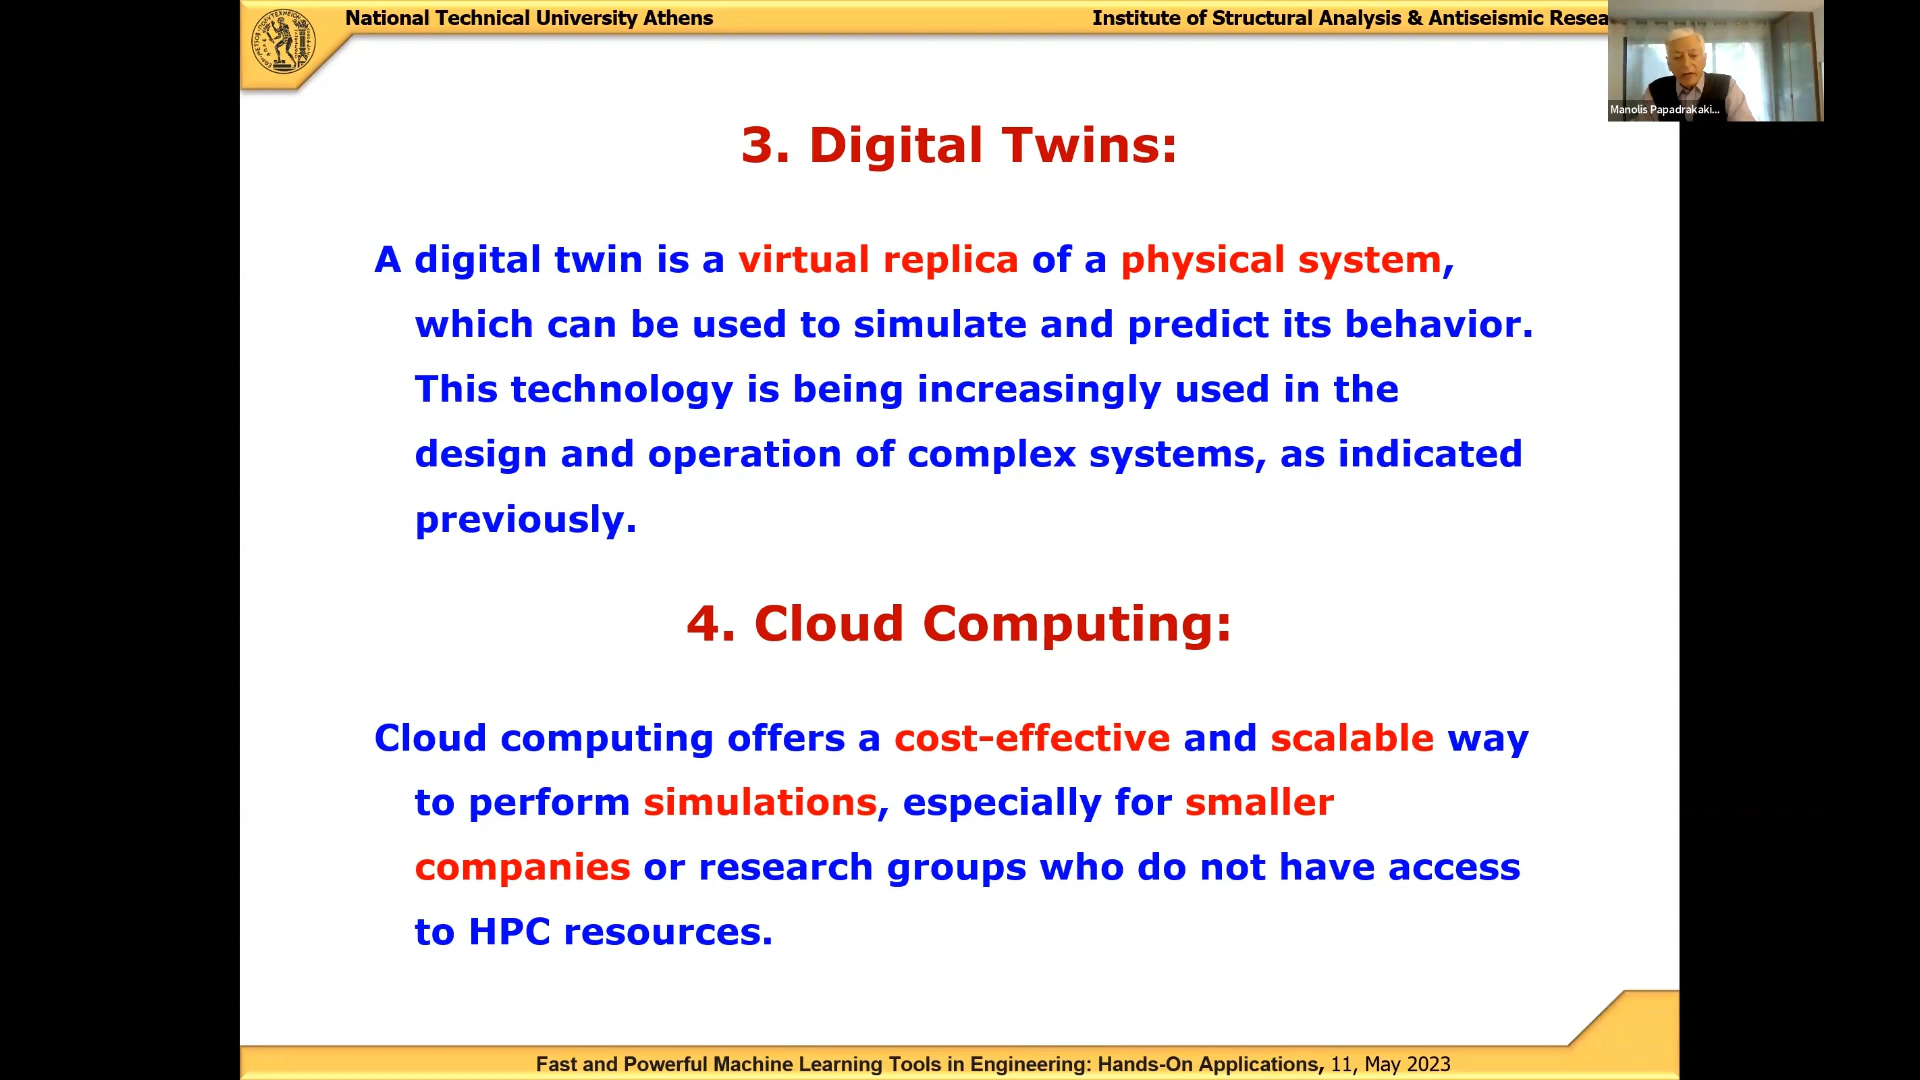 National Technical University Athens
Institute of Structural Analysis & Antiseismic Resea
Manolis Papadrakaki...
3. Digital Twins:
A digital twin is a virtual replica of a physical system,
which can be used to simulate and predict its behavior.
This technology is being increasingly used in the
design and operation of complex systems, as indicated
previously.
4. Cloud Computing:
Cloud computing offers a cost-effective and scalable way
to perform simulations, especially for smaller
companies or research groups who do not have access
to HPC resources.
Fast and Powerful Machine Learning Tools in Engineering: Hands-On Applications, 11, May 2023